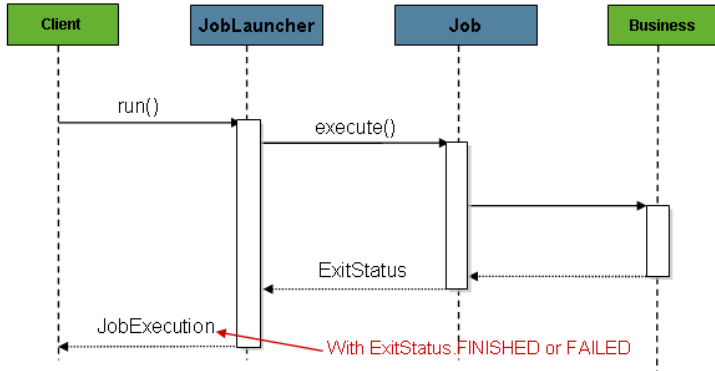 Client
JobLauncher
Job
Business
run()
execute()
ExitStatus
JobExecution
With ExitStatus.FINISHED or FAILED